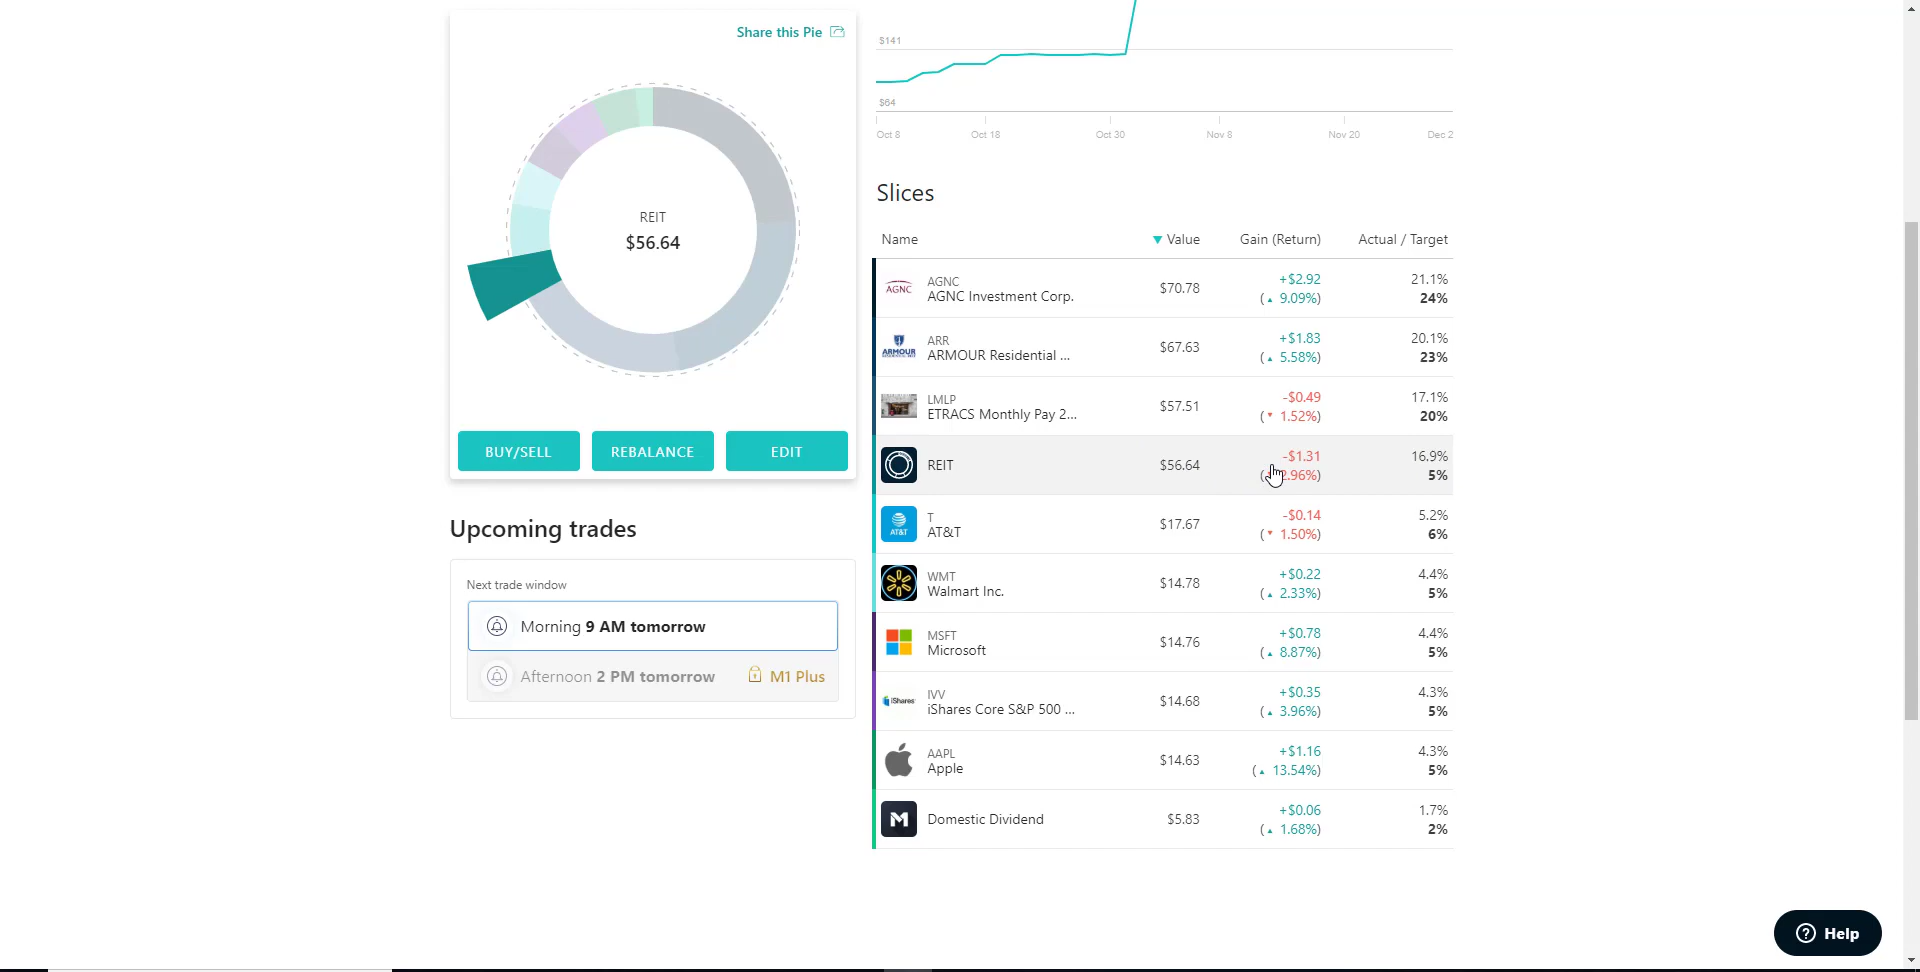 Share this Pie
REIT
$56.64
BUY/SELL
REBALANCE
EDIT
Upcoming trades
Next trade window
Morning 9 AM tomorrow
Afternoon 2 PM tomorrow
M1 Plus
$141
$64
Oct 8
Oct 18
Oct 30
Nov 8
Nov 20
Dec 2
Slices
Name
▼ Value
Gain (Return)
Actual / Target
AGNC
AGNC
AGNC Investment Corp.
$70.78
+$2.92
(▲ 9.09%)
21.1%
24%
ARMOUR
ARR
ARMOUR Residential ...
$67.63
+$1.83
(▲ 5.58%)
20.1%
23%
LMLP
ETRACS Monthly Pay 2...
$57.51
-$0.49
(▼ 1.52%)
17.1%
20%
REIT
$56.64
-$1.31
2.96%)
16.9%
5%
AT&T
T
AT&T
$17.67
-$0.14
(▼ 1.50%)
5.2%
6%
WMT
Walmart Inc.
$14.78
+$0.22
(▲ 2.33%)
4.4%
5%
MSFT
Microsoft
$14.76
+$0.78
(▲ 8.87%)
4.4%
5%
iShares
IVV
iShares Core S&P 500 ...
$14.68
+$0.35
(▲ 3.96%)
4.3%
5%
AAPL
Apple
$14.63
+$1.16
(▲ 13.54%)
4.3%
5%
M
Domestic Dividend
$5.83
+$0.06
(▲ 1.68%)
1.7%
2%
Help